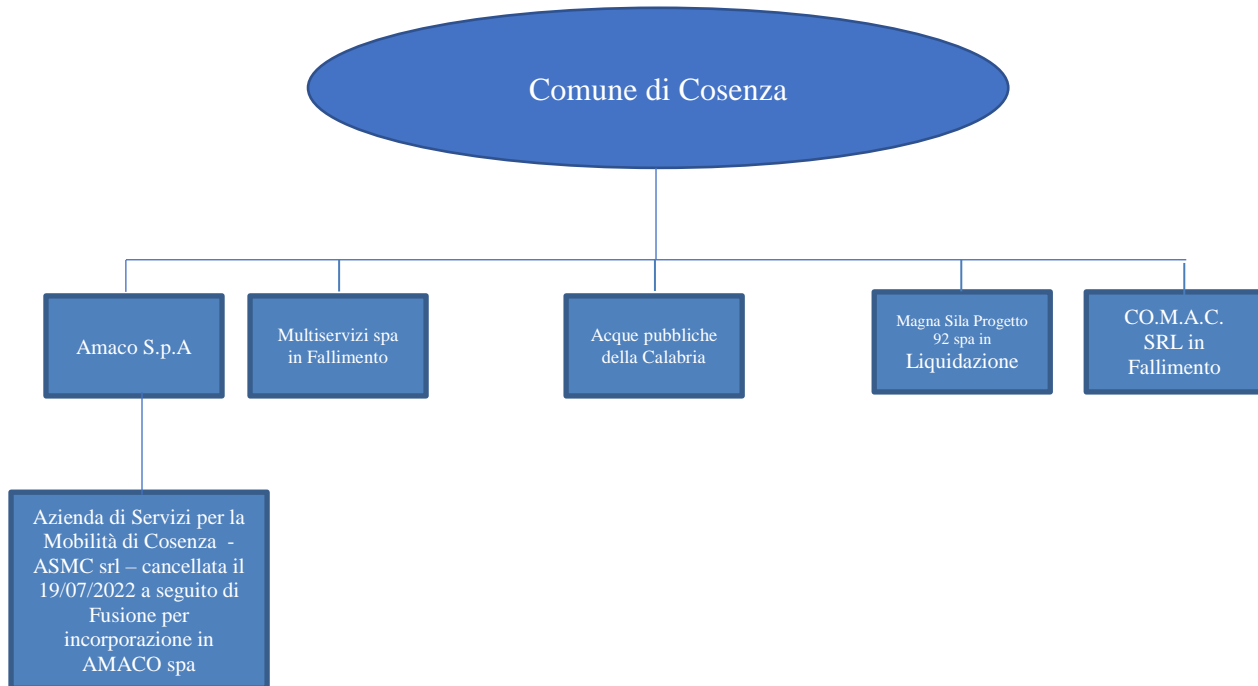 Comune di Cosenza
Amaco S.p.A
Multiservizi spa
in Fallimento
Acque pubbliche
della Calabria
Magna Sila Progetto
92 spa in
Liquidazione
CO.M.A.C.
SRL in
Fallimento
Azienda di Servizi per la
Mobilità di Cosenza -
ASMC srl – cancellata il
19/07/2022 a seguito di
Fusione per
incorporazione in
AMACO spa